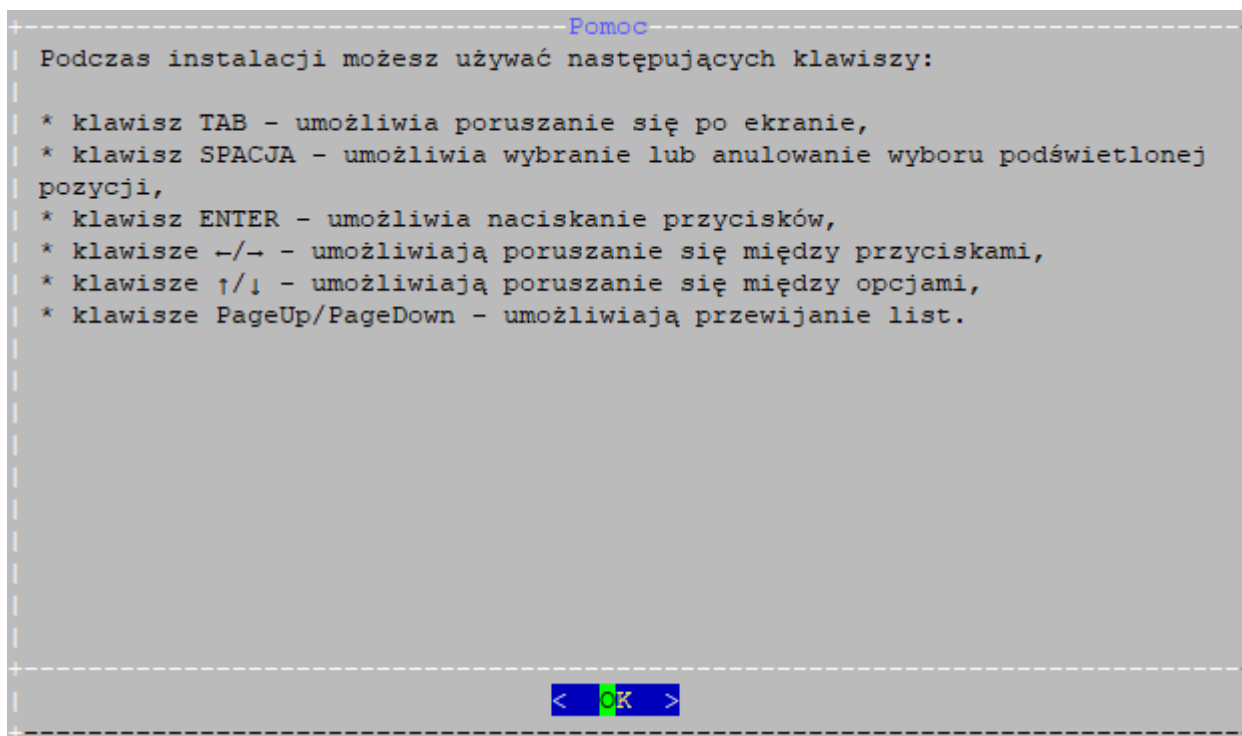 Pomoc
Podczas instalacji możesz używać następujących klawiszy:
* klawisz TAB - umożliwia poruszanie się po ekranie,
* klawisz SPACJA - umożliwia wybranie lub anulowanie wyboru podświetlonej
pozycji,
* klawisz ENTER - umożliwia naciskanie przycisków,
* klawisze ←/→ - umożliwiają poruszanie się między przyciskami,
* klawisze ↑/↓ - umożliwiają poruszanie się między opcjami,
* klawisze PageUp/PageDown - umożliwiają przewijanie list.
< OK >